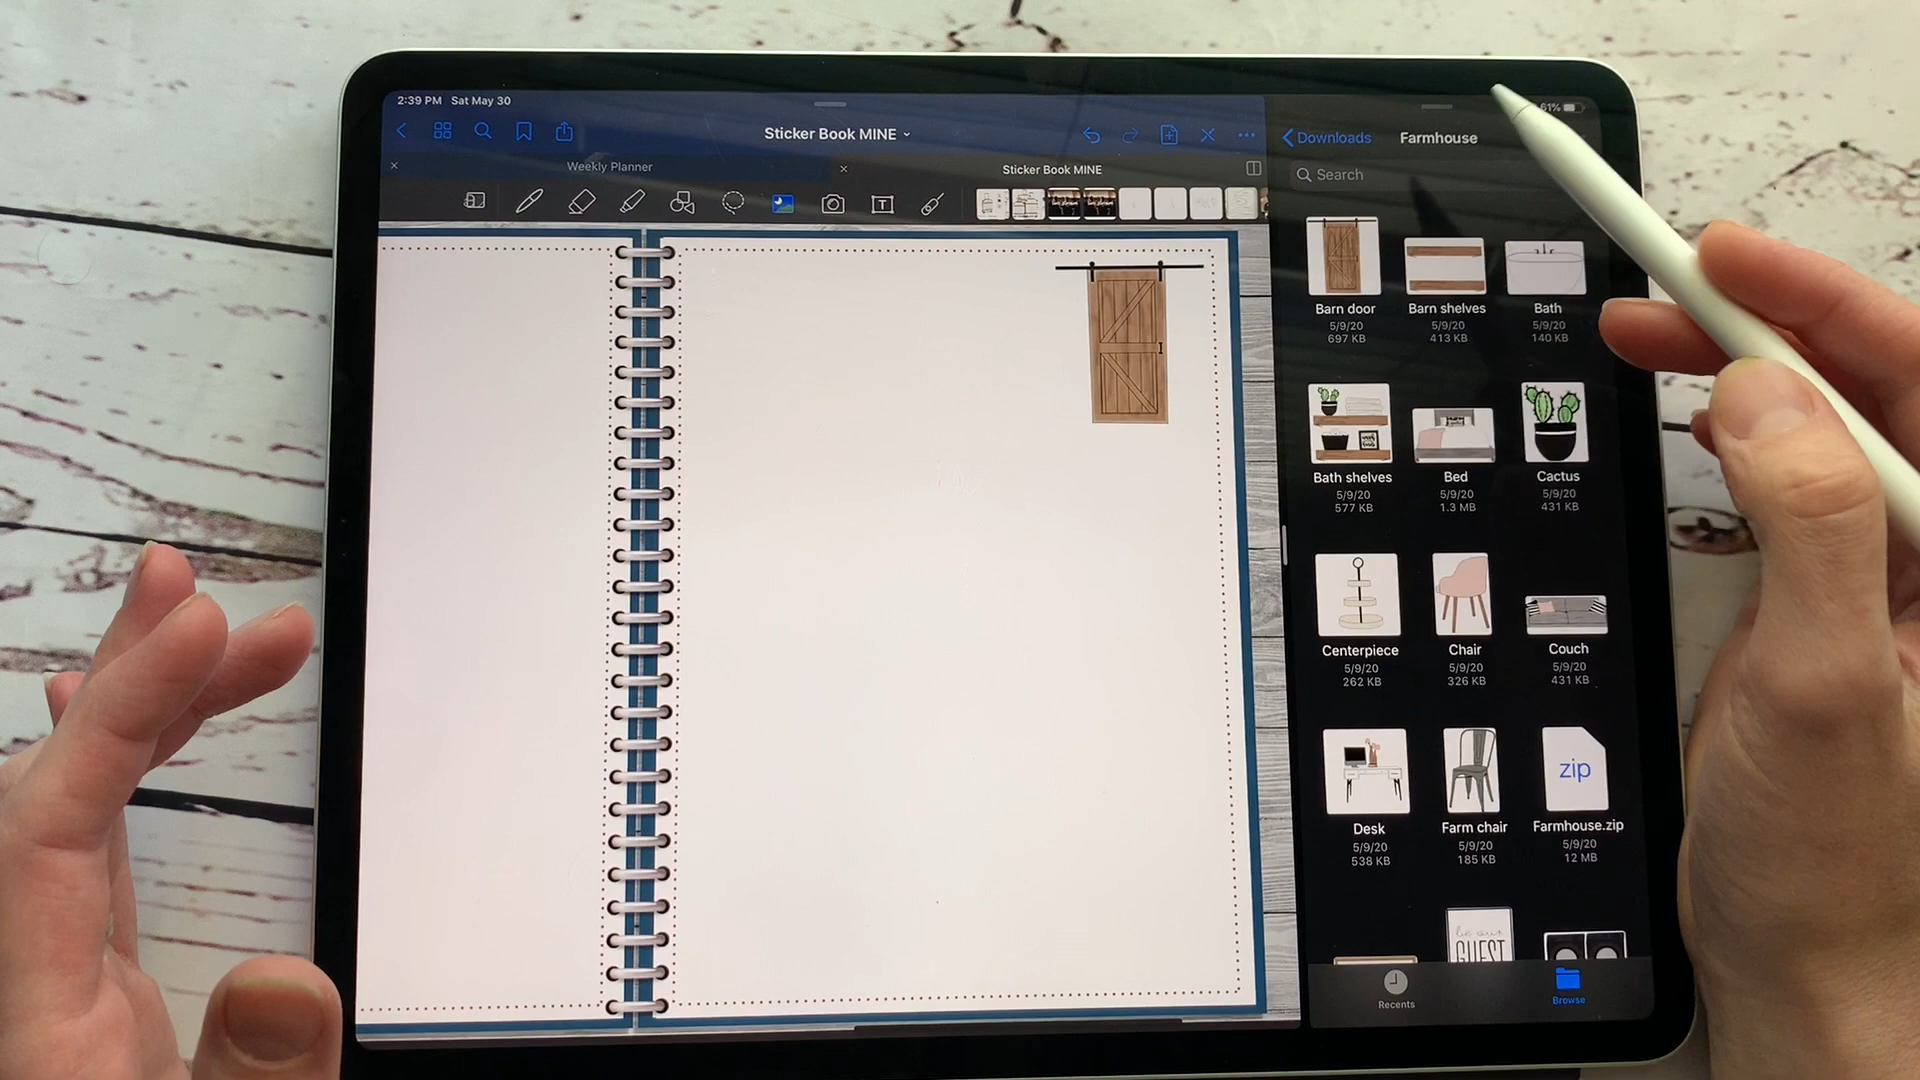 2:39 PM Sat May 30
61%
Sticker Book MINE
Downloads
Farmhouse
Weekly Planner
Sticker Book MINE
Search
T
Barn door
5/9/20
697 KB
Barn shelves
5/9/20
413 KB
Bath
5/9/20
140 KB
Bath shelves
5/9/20
577 KB
Bed
5/9/20
1.3 MB
Cactus
5/9/20
431 KB
Centerpiece
5/9/20
262 KB
Chair
5/9/20
326 KB
Couch
5/9/20
431 KB
zip
Desk
5/9/20
538 KB
Farm chair
5/9/20
185 KB
Farmhouse.zip
5/9/20
12 MB
be our
GUEST
Recents
Browse